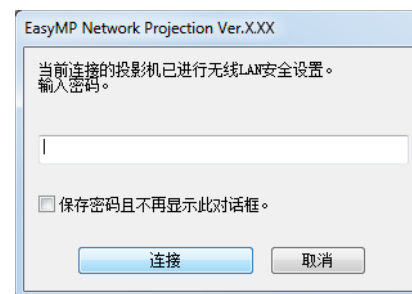 EasyMP Network Projection Ver.X.XX
当前连接的投影机已进行无线LAN安全设置。
输入密码。
保存密码且不再显示此对话框。
连接 取消